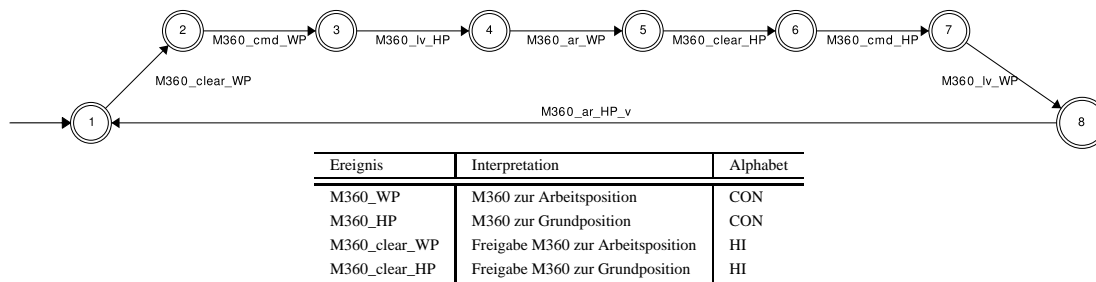 2 3 4 5 6 7
M360_cmd_WP M360_lv_HP M360_ar_WP M360_clear_HP M360_cmd_HP
M360_clear_WP M360_lv_WP
M360_ar_HP_v
1 8
Ereignis Interpretation Alphabet
M360_WP M360 zur Arbeitsposition CON
M360_HP M360 zur Grundposition CON
M360_clear_WP Freigabe M360 zur Arbeitsposition HI
M360_clear_HP Freigabe M360 zur Grundposition HI